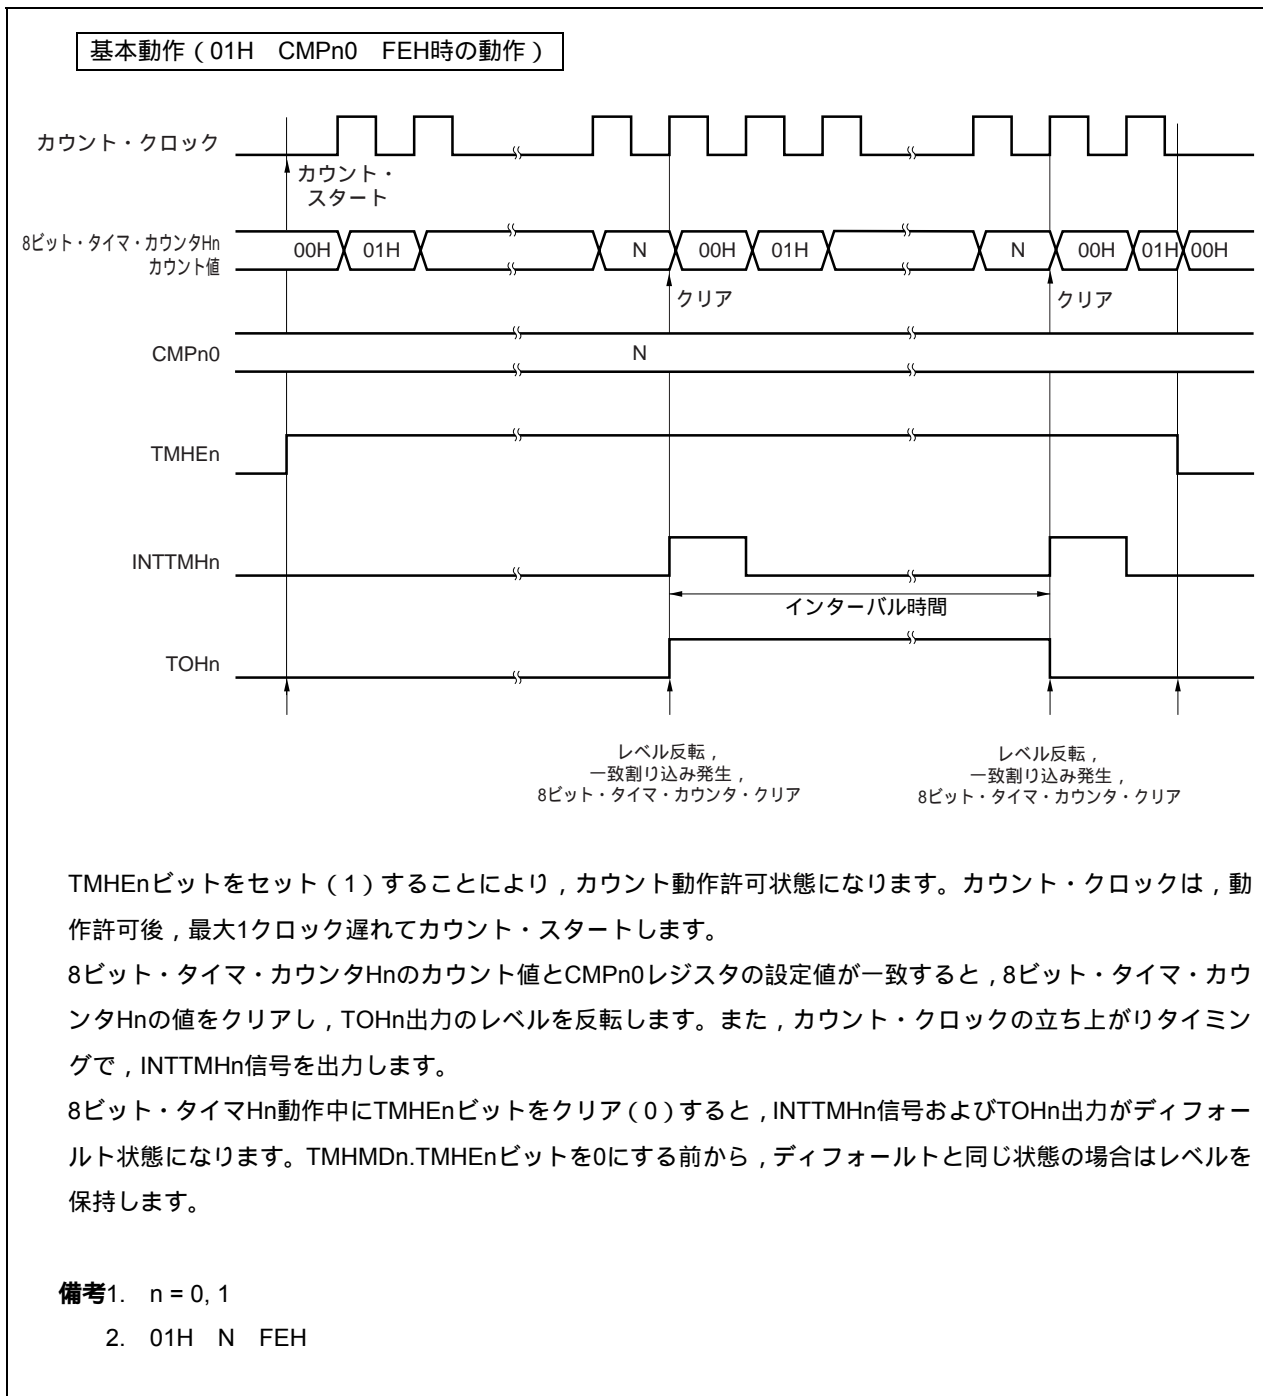 基本動作（01H　CMPn0　FEH時の動作）
カウント・クロック
カウント・
スタート
8ビット・タイマ・カウンタHn
カウント値
00H 01H N 00H 01H N 00H 01H 00H
クリア クリア
CMPn0 N
TMHEn
INTTMHn
インターバル時間
TOHn
レベル反転，
一致割り込み発生，
8ビット・タイマ・カウンタ・クリア
レベル反転，
一致割り込み発生，
8ビット・タイマ・カウンタ・クリア
TMHEnビットをセット（1）することにより，カウント動作許可状態になります。カウント・クロックは，動
作許可後，最大1クロック遅れてカウント・スタートします。
8ビット・タイマ・カウンタHnのカウント値とCMPn0レジスタの設定値が一致すると，8ビット・タイマ・カウ
ンタHnの値をクリアし，TOHn出力のレベルを反転します。また，カウント・クロックの立ち上がりタイミン
グで，INTTMHn信号を出力します。
8ビット・タイマHn動作中にTMHEnビットをクリア（0）すると，INTTMHn信号およびTOHn出力がディフォー
ルト状態になります。TMHMDn.TMHEnビットを0にする前から，ディフォールトと同じ状態の場合はレベルを
保持します。
備考1.　n = 0, 1
2.　01H　N　FEH